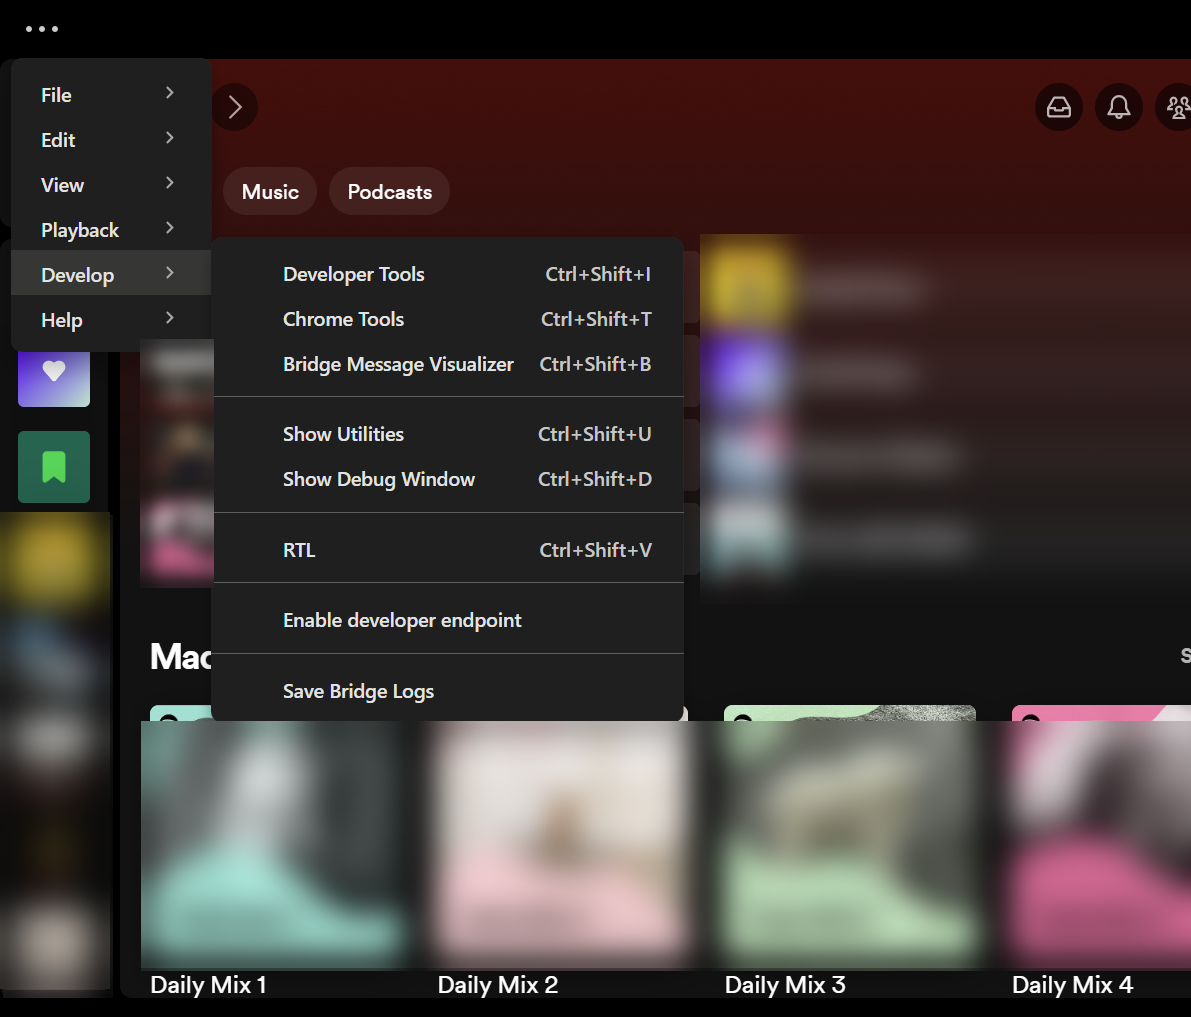 File
Edit
View
Playback
Develop
Help
Music
Podcasts
Developer Tools Ctrl+Shift+I
Chrome Tools Ctrl+Shift+T
Bridge Message Visualizer Ctrl+Shift+B
Show Utilities Ctrl+Shift+U
Show Debug Window Ctrl+Shift+D
RTL Ctrl+Shift+V
Enable developer endpoint
Save Bridge Logs
Daily Mix 1
Daily Mix 2
Daily Mix 3
Daily Mix 4